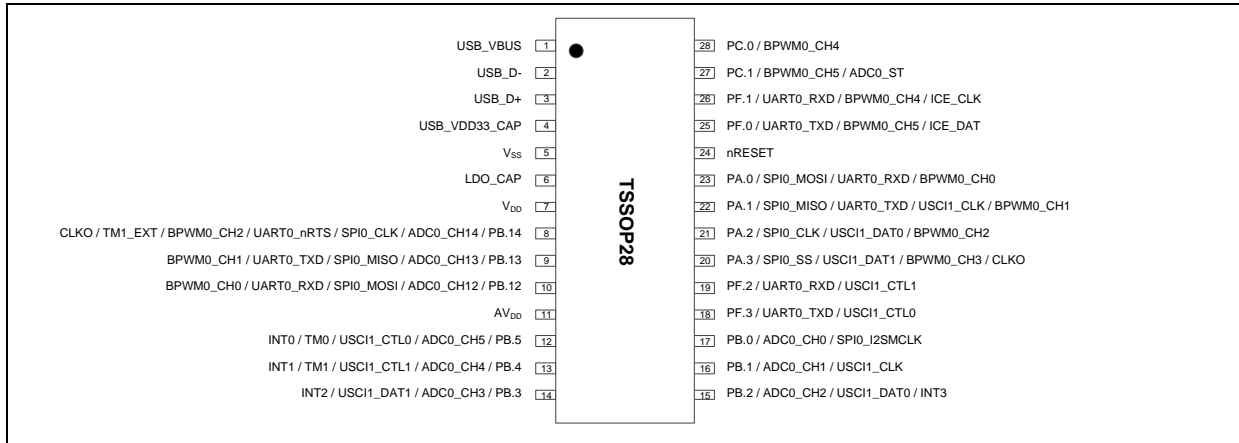 USB_VBUS 1
USB_D- 2
USB_D+ 3
USB_VDD33_CAP 4
VSS 5
LDO_CAP 6
VDD 7
CLKO / TM1_EXT / BPWM0_CH2 / UART0_nRTS / SPI0_CLK / ADC0_CH14 / PB.14 8
BPWM0_CH1 / UART0_TXD / SPI0_MISO / ADC0_CH13 / PB.13 9
BPWM0_CH0 / UART0_RXD / SPI0_MOSI / ADC0_CH12 / PB.12 10
AVDD 11
INT0 / TM0 / USCI1_CTL0 / ADC0_CH5 / PB.5 12
INT1 / TM1 / USCI1_CTL1 / ADC0_CH4 / PB.4 13
INT2 / USCI1_DAT1 / ADC0_CH3 / PB.3 14
TSSOP28
28 PC.0 / BPWM0_CH4
27 PC.1 / BPWM0_CH5 / ADC0_ST
26 PF.1 / UART0_RXD / BPWM0_CH4 / ICE_CLK
25 PF.0 / UART0_TXD / BPWM0_CH5 / ICE_DAT
24 nRESET
23 PA.0 / SPI0_MOSI / UART0_RXD / BPWM0_CH0
22 PA.1 / SPI0_MISO / UART0_TXD / USCI1_CLK / BPWM0_CH1
21 PA.2 / SPI0_CLK / USCI1_DAT0 / BPWM0_CH2
20 PA.3 / SPI0_SS / USCI1_DAT1 / BPWM0_CH3 / CLKO
19 PF.2 / UART0_RXD / USCI1_CTL1
18 PF.3 / UART0_TXD / USCI1_CTL0
17 PB.0 / ADC0_CH0 / SPI0_I2SMCLK
16 PB.1 / ADC0_CH1 / USCI1_CLK
15 PB.2 / ADC0_CH2 / USCI1_DAT0 / INT3